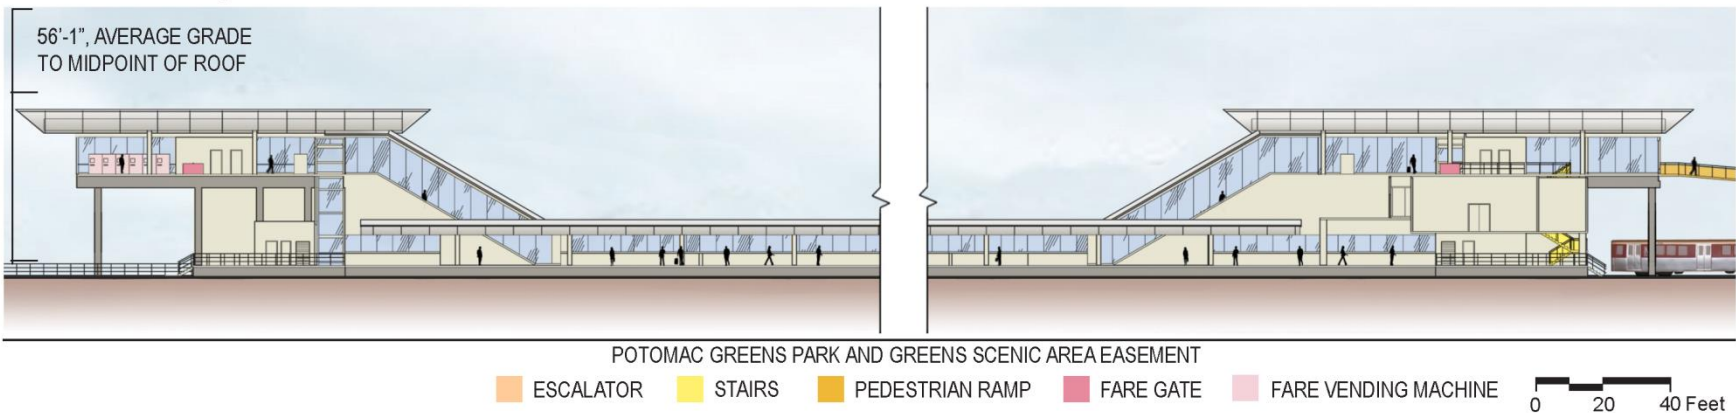 56'-1", AVERAGE GRADE
TO MIDPOINT OF ROOF
POTOMAC GREENS PARK AND GREENS SCENIC AREA EASEMENT
ESCALATOR STAIRS PEDESTRIAN RAMP FARE GATE FARE VENDING MACHINE
0 20 40 Feet